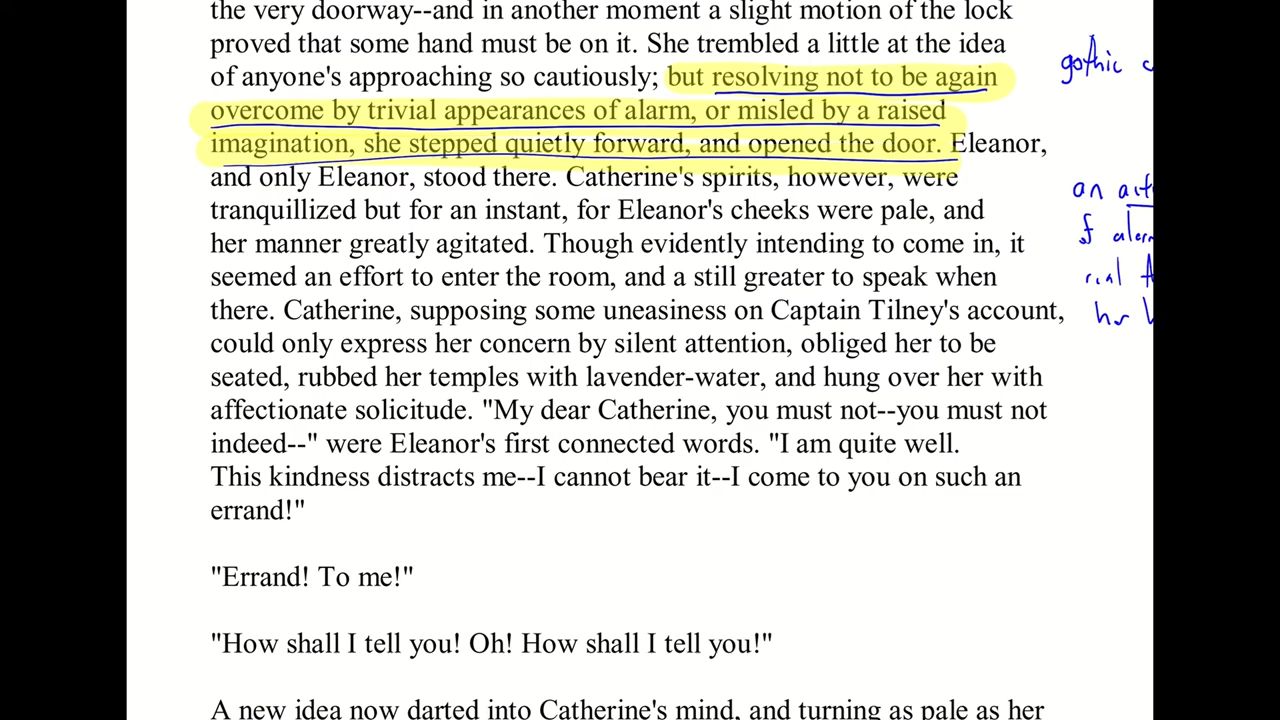 the very doorway--and in another moment a slight motion of the lock
proved that some hand must be on it. She trembled a little at the idea
of anyone's approaching so cautiously; but resolving not to be again
overcome by trivial appearances of alarm, or misled by a raised
imagination, she stepped quietly forward, and opened the door. Eleanor,
and only Eleanor, stood there. Catherine's spirits, however, were
tranquillized but for an instant, for Eleanor's cheeks were pale, and
her manner greatly agitated. Though evidently intending to come in, it
seemed an effort to enter the room, and a still greater to speak when
there. Catherine, supposing some uneasiness on Captain Tilney's account,
could only express her concern by silent attention, obliged her to be
seated, rubbed her temples with lavender-water, and hung over her with
affectionate solicitude. "My dear Catherine, you must not--you must not
indeed--" were Eleanor's first connected words. "I am quite well.
This kindness distracts me--I cannot bear it--I come to you on such an
errand!"
"Errand! To me!"
"How shall I tell you! Oh! How shall I tell you!"
A new idea now darted into Catherine's mind, and turning as pale as her
gothic
an
real
her